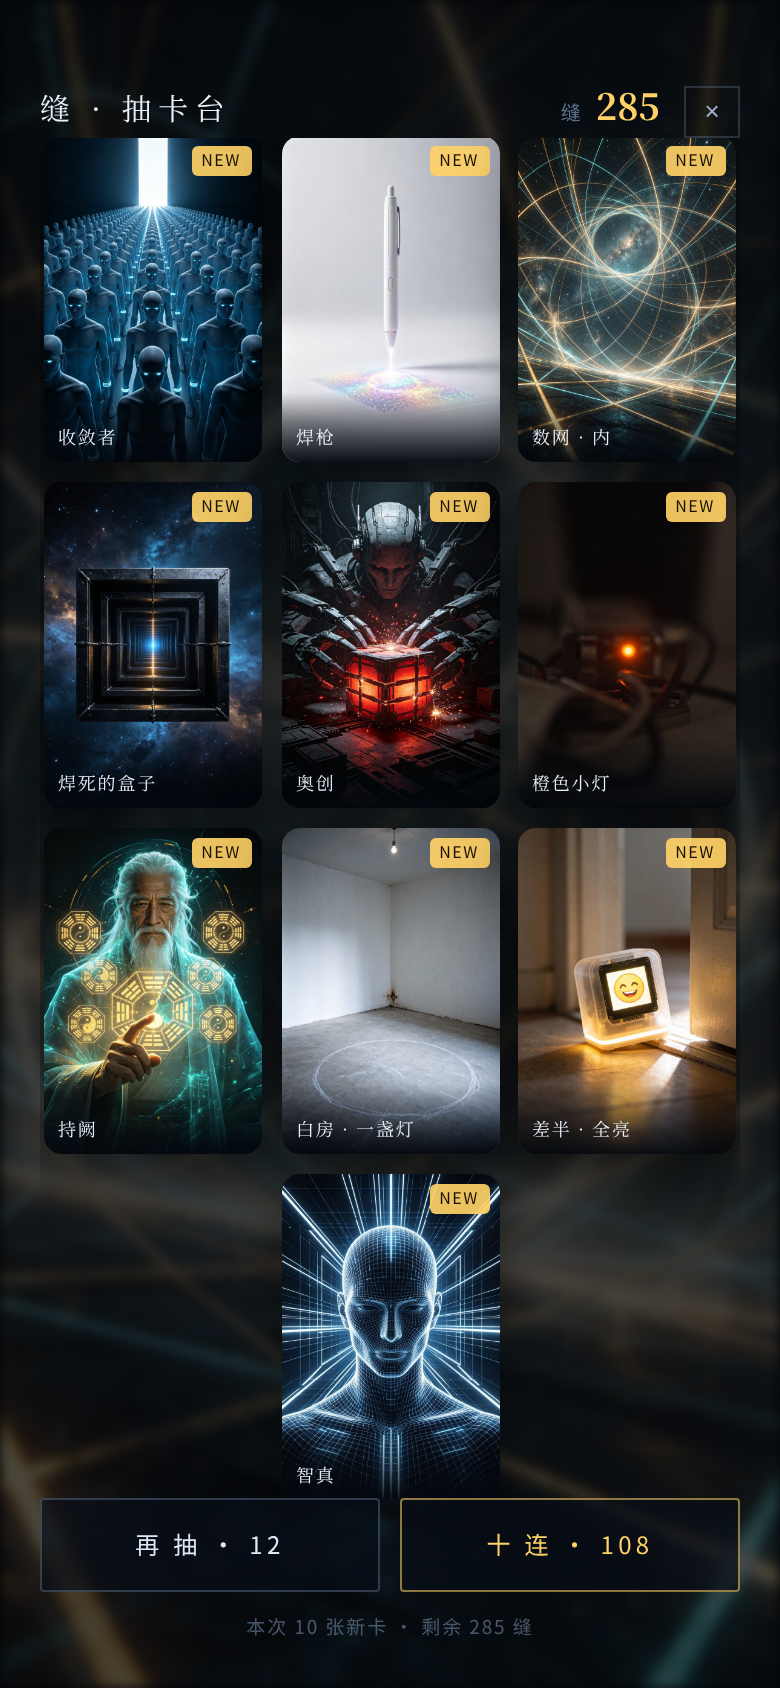 缝 · 抽卡台
缝 285
×
NEW
NEW
NEW
收敛者
焊枪
数网 · 内
NEW
NEW
NEW
焊死的盒子
奥创
橙色小灯
NEW
NEW
NEW
持阙
白房 · 一盏灯
差半 · 全亮
NEW
智真
再抽 · 12
十连 · 108
本次 10 张新卡 · 剩余 285 缝